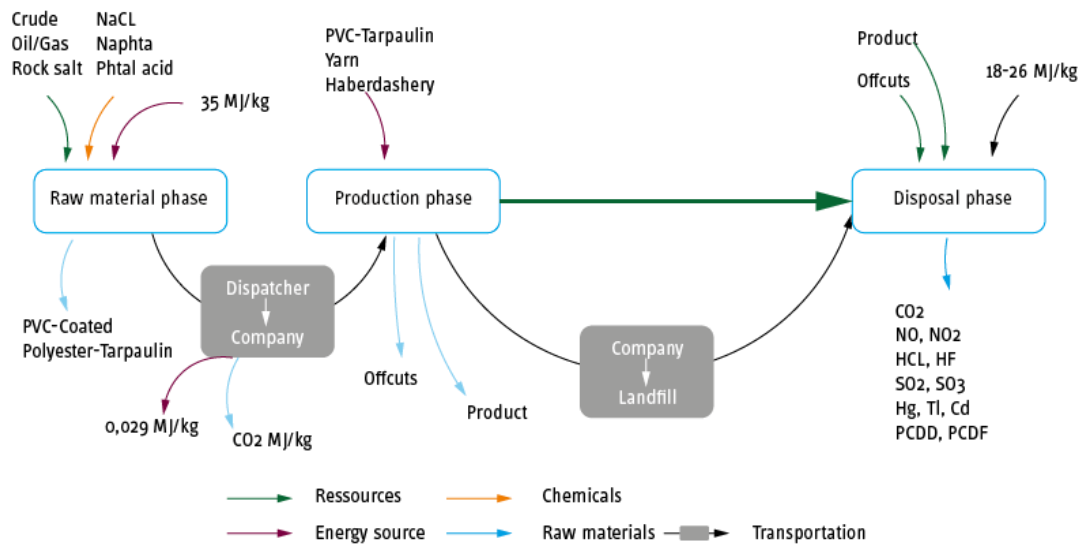 Crude
Oil/Gas
Rock salt
NaCL
Naphta
Phtal acid
35 MJ/kg
PVC-Tarpaulin
Yarn
Haberdashery
Product
Offcuts
18-26 MJ/kg
Raw material phase
Production phase
Disposal phase
Dispatcher
Company
PVC-Coated
Polyester-Tarpaulin
0,029 MJ/kg
CO2 MJ/kg
Offcuts
Product
Company
Landfill
CO2
NO, NO2
HCL, HF
SO2, SO3
Hg, Tl, Cd
PCDD, PCDF
Ressources
Chemicals
Energy source
Raw materials
Transportation